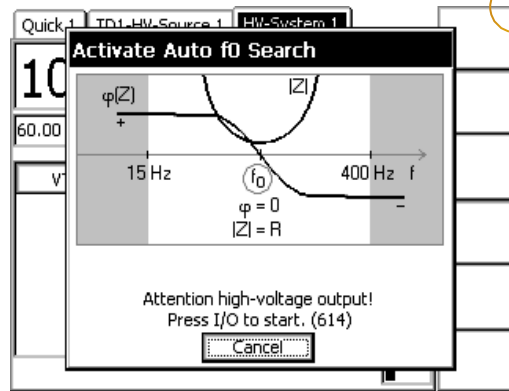 Quick 1 TD1-HV-Source 1 HV-System 1
Activate Auto f0 Search
10
φ(Z) |Z|
+
60.00
15 Hz f0 400 Hz f
φ = 0 −
|Z| = R
Attention high-voltage output!
Press I/O to start. (614)
Cancel